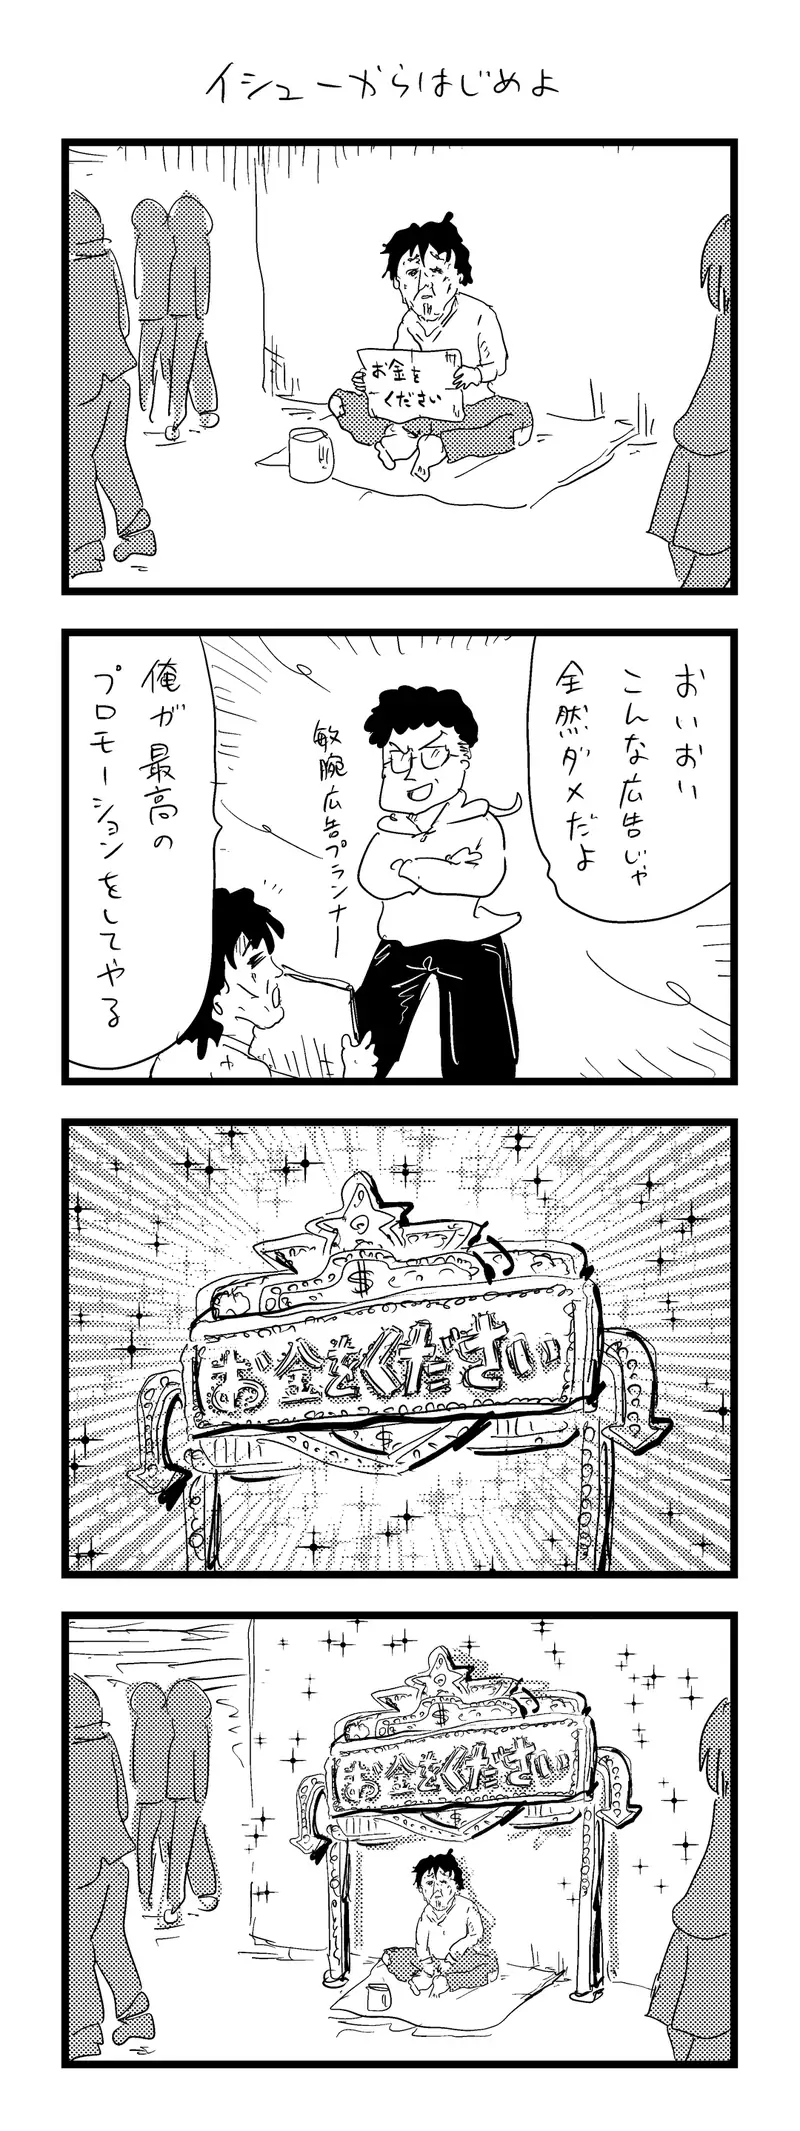 イシューからはじめよ
お金を
ください
おいおい
こんな広告じゃ
全然ダメだよ
敏腕広告プランナー
俺が最高の
プロモーションをしてやる
$
お金をください
$
$
お金をください
$